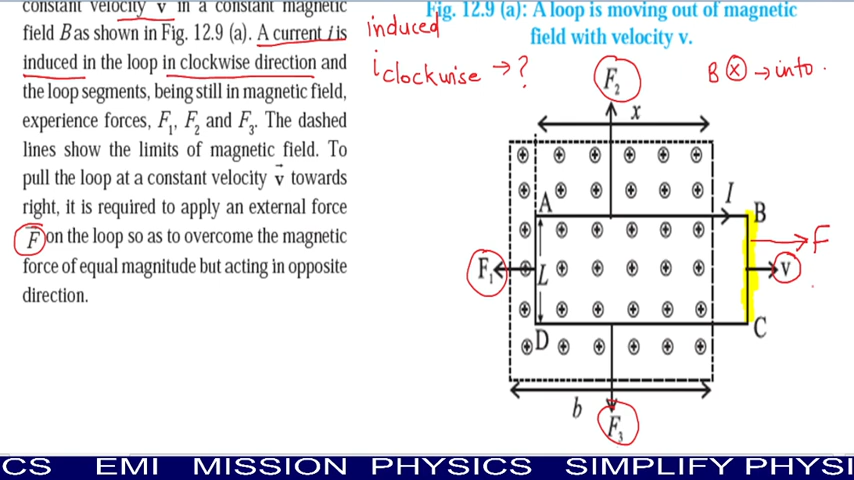 constant velocity v in a constant magnetic
field B as shown in Fig. 12.9 (a). A current i is
induced in the loop in clockwise direction and
the loop segments, being still in magnetic field,
experience forces, F₁, F₂ and F₃. The dashed
lines show the limits of magnetic field. To
pull the loop at a constant velocity v⃗ towards
right, it is required to apply an external force
F on the loop so as to overcome the magnetic
force of equal magnitude but acting in opposite
direction.
Fig. 12.9 (a): A loop is moving out of magnetic
field with velocity v.
induced
i clockwise → ?
B ⊗ → into.
F₂
x
I
A
B
F
F₁
L
v
D
C
b
F₃
CS EMI MISSION PHYSICS SIMPLIFY PHYSI